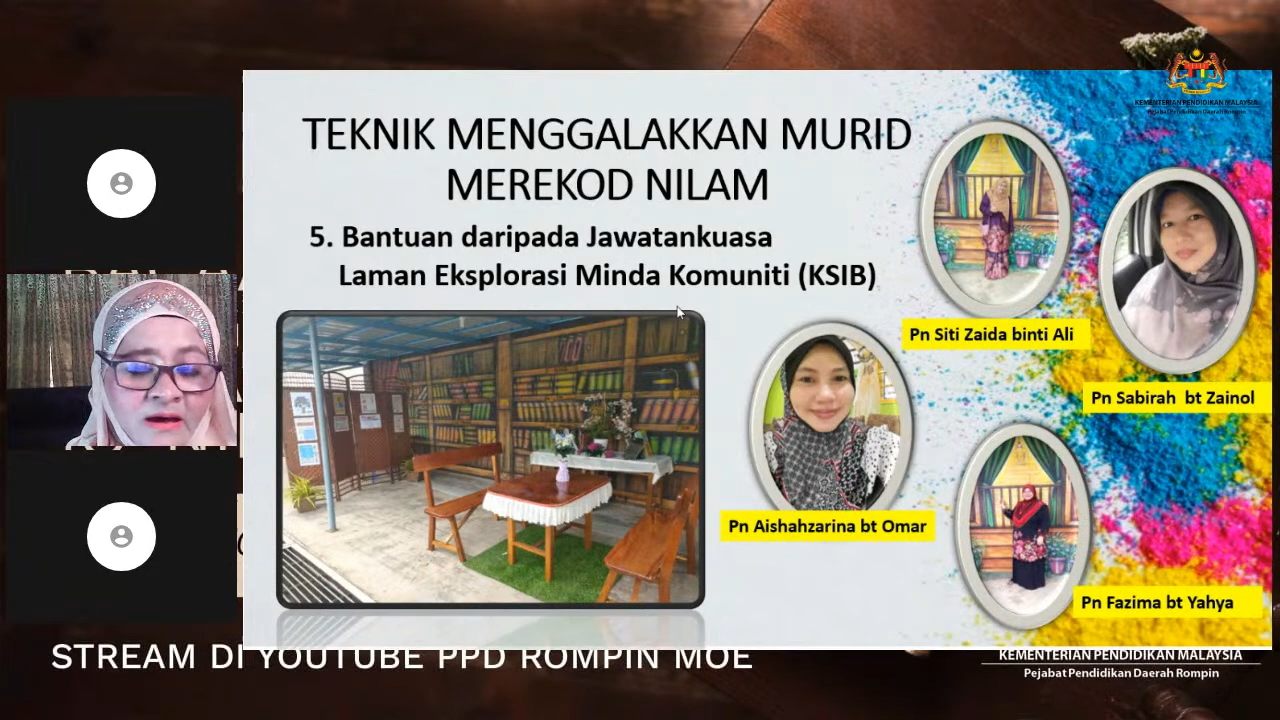 KEMENTERIAN PENDIDIKAN MALAYSIA
Pejabat Pendidikan Daerah Rompin
TEKNIK MENGGALAKKAN MURID
MEREKOD NILAM
5. Bantuan daripada Jawatankuasa
Laman Eksplorasi Minda Komuniti (KSIB)
Pn Siti Zaida binti Ali
Pn Sabirah bt Zainol
Pn Aishahzarina bt Omar
Pn Fazima bt Yahya
STREAM DI YOUTUBE PPD ROMPIN MOE
KEMENTERIAN PENDIDIKAN MALAYSIA
Pejabat Pendidikan Daerah Rompin